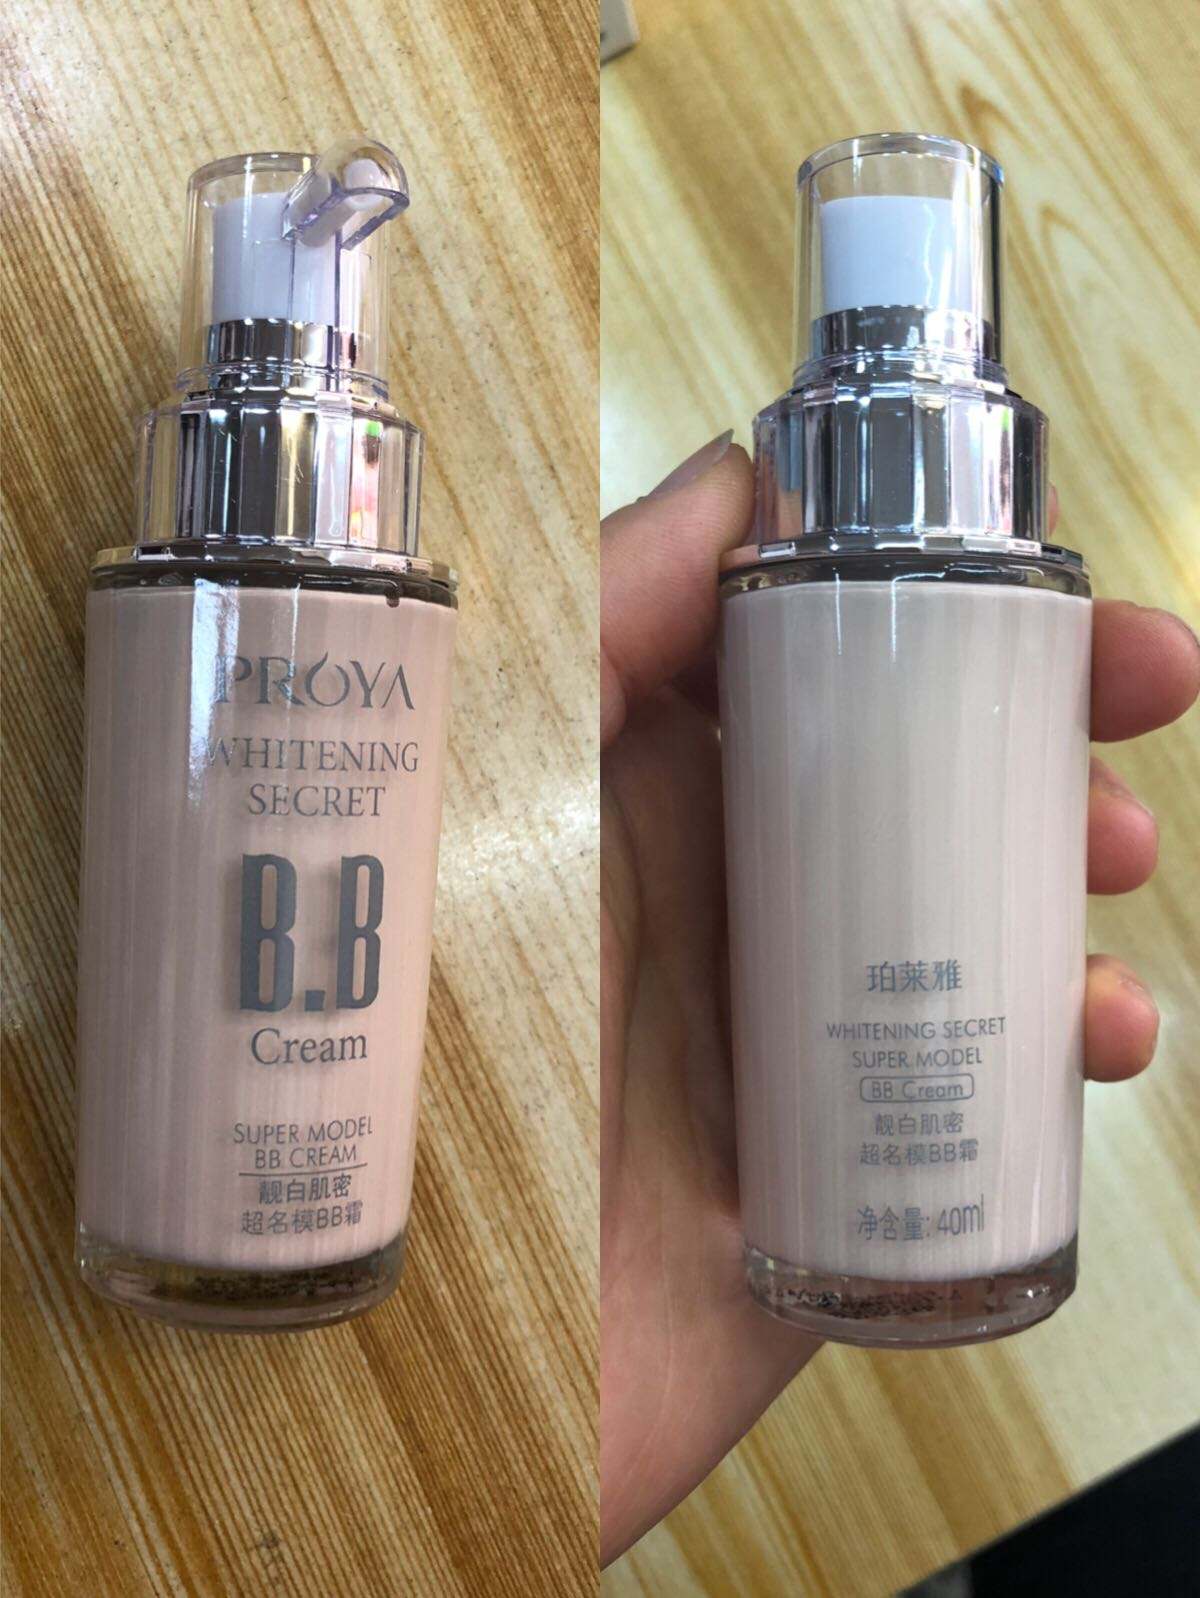 PROYA
WHITENING
SECRET
B.B
Cream
SUPER MODEL
BB CREAM
靓白肌密
超名模BB霜
珀莱雅
WHITENING SECRET
SUPER MODEL
BB Cream
靓白肌密
超名模BB霜
净含量:40ml